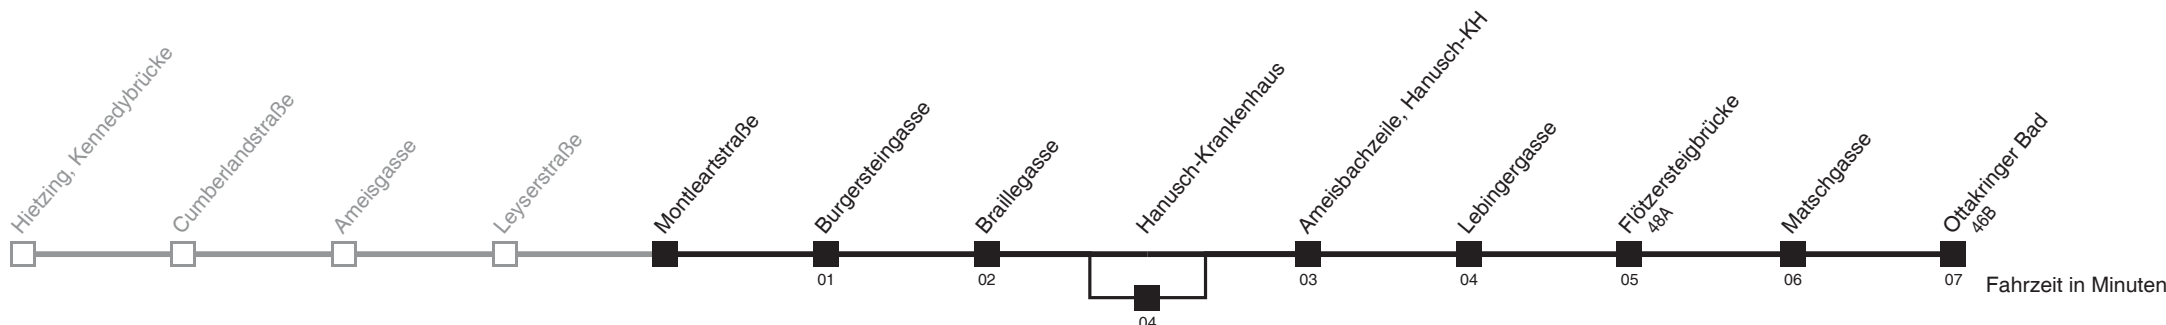 Hietzing, Kennedybrücke
Cumberlandstraße
Ameisgasse
Leyserstraße
Montleartstraße
Burgersteingasse
Braillegasse
Hanusch-Krankenhaus
Ameisbachzeile, Hanusch-KH
Lebingergasse
Flötzersteigbrücke
48A
Matschgasse
Ottakringer Bad
46B
01
02
04
03
04
05
06
07
Fahrzeit in Minuten